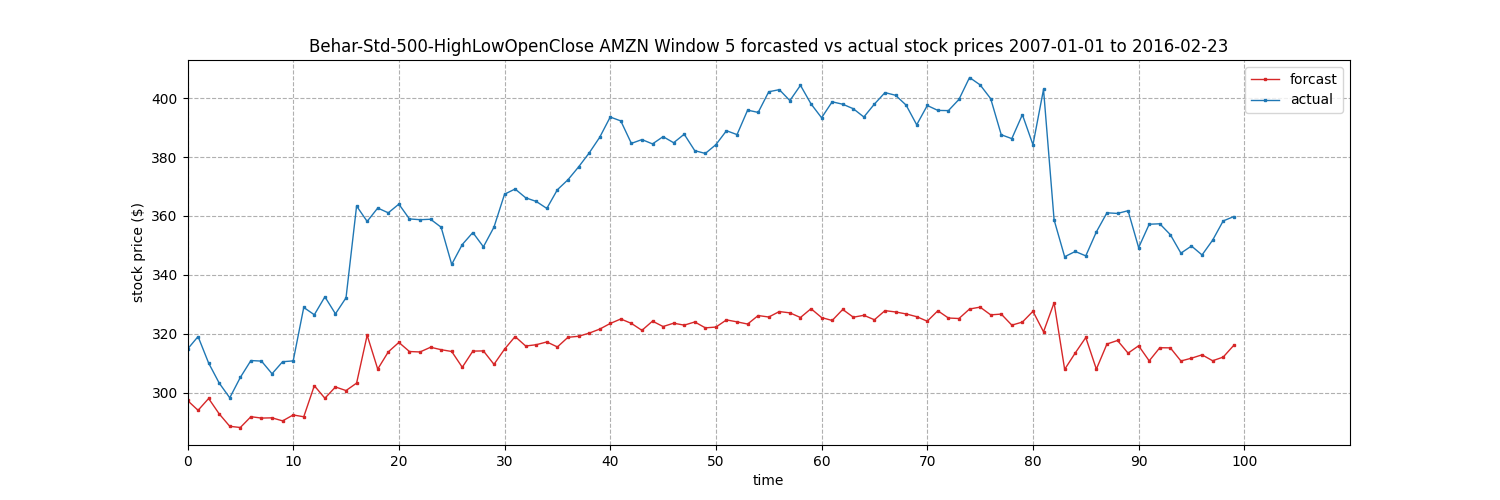 Behar-Std-500-HighLowOpenClose AMZN Window 5 forcasted vs actual stock prices 2007-01-01 to 2016-02-23
forcast
actual
400
380
360
340
320
300
stock price ($)
0 10 20 30 40 50 60 70 80 90 100
time